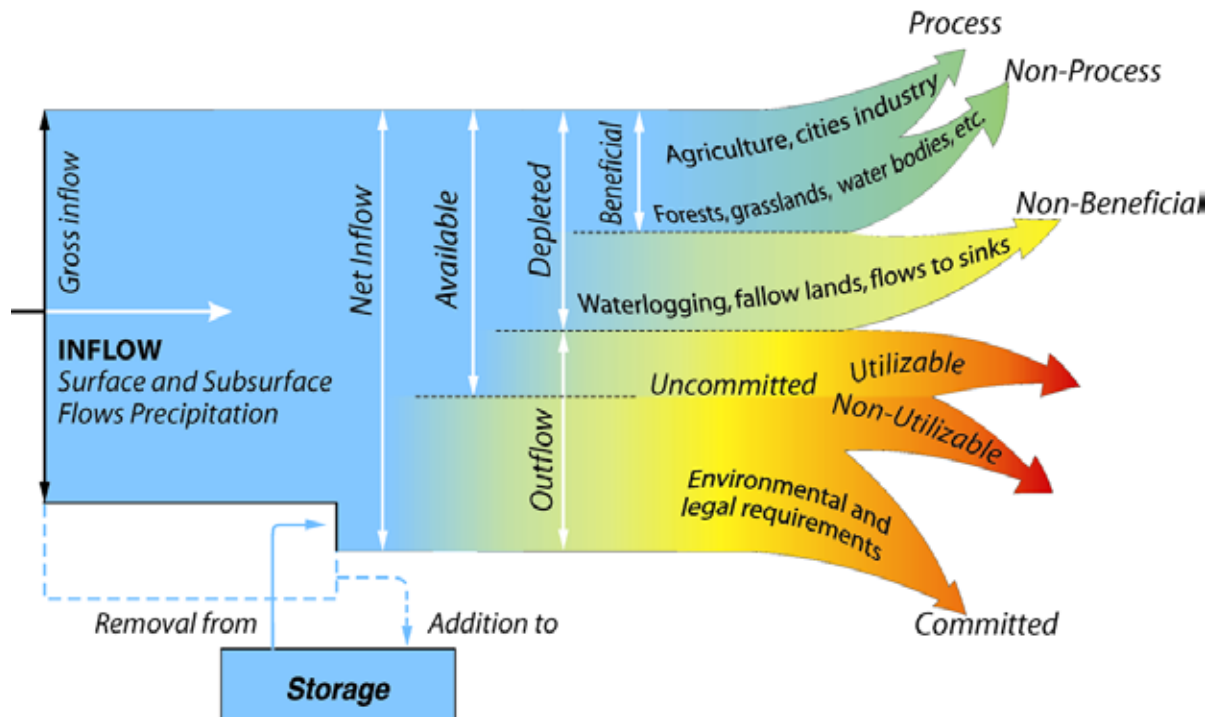 Process
Non-Process
Agriculture, cities industry
Forests, grasslands, water bodies, etc.
Non-Beneficial
Waterlogging, fallow lands, flows to sinks
Gross inflow
Net Inflow
Available
Depleted
Beneficial
INFLOW
Surface and Subsurface
Flows Precipitation
Uncommitted
Utilizable
Non-Utilizable
Outflow
Environmental and
legal requirements
Committed
Removal from
Addition to
Storage